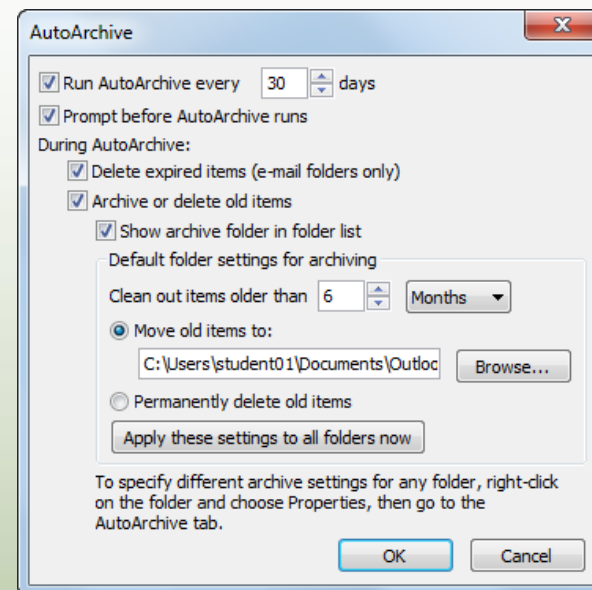 AutoArchive
Run AutoArchive every 30 days
Prompt before AutoArchive runs
During AutoArchive:
Delete expired items (e-mail folders only)
Archive or delete old items
Show archive folder in folder list
Default folder settings for archiving
Clean out items older than 6 Months
Move old items to:
C:\Users\student01\Documents\Outloo Browse...
Permanently delete old items
Apply these settings to all folders now
To specify different archive settings for any folder, right-click
on the folder and choose Properties, then go to the
AutoArchive tab.
OK Cancel